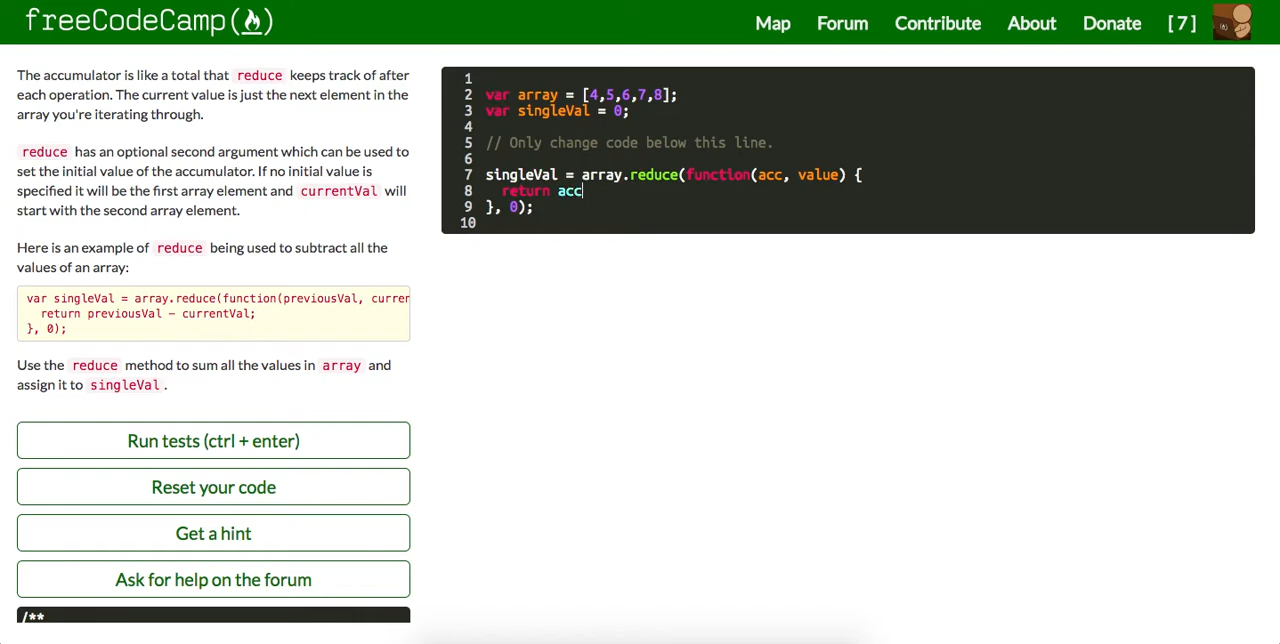 freeCodeCamp(🔥)
Map Forum Contribute About Donate [ 7 ]
The accumulator is like a total that reduce keeps track of after
each operation. The current value is just the next element in the
array you're iterating through.
reduce has an optional second argument which can be used to
set the initial value of the accumulator. If no initial value is
specified it will be the first array element and currentVal will
start with the second array element.
Here is an example of reduce being used to subtract all the
values of an array:
var singleVal = array.reduce(function(previousVal, curre
return previousVal - currentVal;
}, 0);
Use the reduce method to sum all the values in array and
assign it to singleVal.
Run tests (ctrl + enter)
Reset your code
Get a hint
Ask for help on the forum
/**
1
2 var array = [4,5,6,7,8];
3 var singleVal = 0;
4
5 // Only change code below this line.
6
7 singleVal = array.reduce(function(acc, value) {
8 return acc
9 }, 0);
10